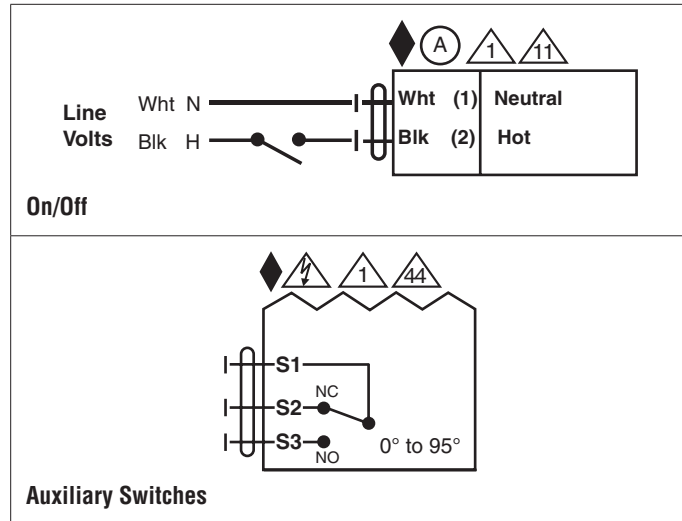 A 1 11
Line Volts
Wht N
Blk H
Wht (1) Neutral
Blk (2) Hot
On/Off
1 44
S1
NC
S2
S3
NO
0° to 95°
Auxiliary Switches